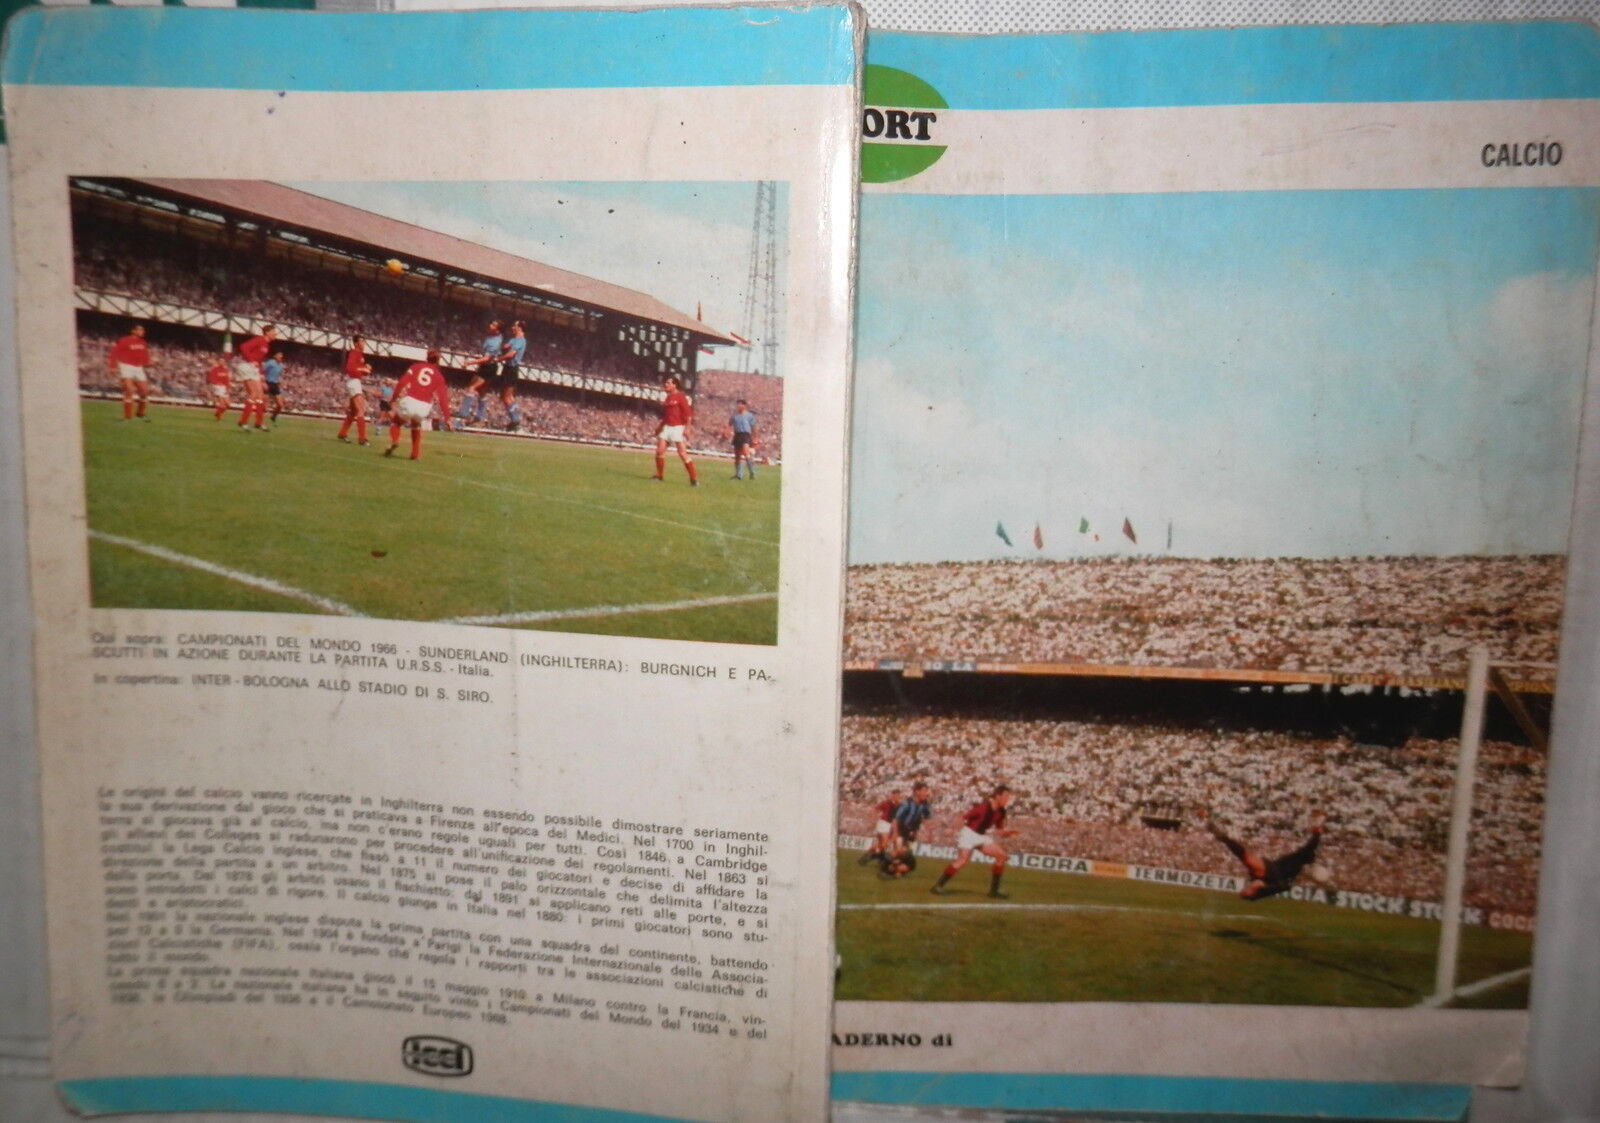 6
Qui sopra: CAMPIONATI DEL MONDO 1966 - SUNDERLAND (INGHILTERRA): BURGNICH E PA-
SCUTTI IN AZIONE DURANTE LA PARTITA U.R.S.S. - Italia.
In copertina: INTER - BOLOGNA ALLO STADIO DI S. SIRO.
Le origini del calcio vanno ricercate in Inghilterra non essendo possibile dimostrare seriamente
la sua derivazione dal gioco che si praticava a Firenze all'epoca dei Medici. Nel 1700 in Inghil-
terra si giocava già al calcio, ma non c'erano regole uguali per tutti. Così 1846, a Cambridge
gli allievi dei Colleges si radunarono per procedere all'unificazione dei regolamenti. Nel 1863 si
costituì la Lega Calcio inglese, che fissò a 11 il numero dei giocatori e decise di affidare la
direzione della partita a un arbitro. Nel 1875 si pose il palo orizzontale che delimita l'altezza
della porta. Dal 1878 gli arbitri usano il fischietto; dal 1891 si applicano reti alle porte, e si
sono introdotti i calci di rigore. Il calcio giunge in Italia nel 1880: i primi giocatori sono stu-
denti e aristocratici.
Nel 1901 la nazionale inglese disputa la prima partita con una squadra del continente, battendo
per 12 a 0 la Germania. Nel 1904 è fondata a Parigi la Federazione Internazionale delle Associa-
zioni Calcistiche (FIFA), ossia l'organo che regola i rapporti tra le associazioni calcistiche di
tutto il mondo.
La prima squadra nazionale Italiana giocò il 15 maggio 1910 a Milano contro la Francia, vin-
cendo 6 a 2. La nazionale italiana ha in seguito vinto i Campionati del Mondo del 1934 e del
1938, le Olimpiadi del 1936 e il Campionato Europeo 1968.
ORT
CALCIO
CORA
TERMOZETA
CIA STOCK STOCK COCA
ADERNO di